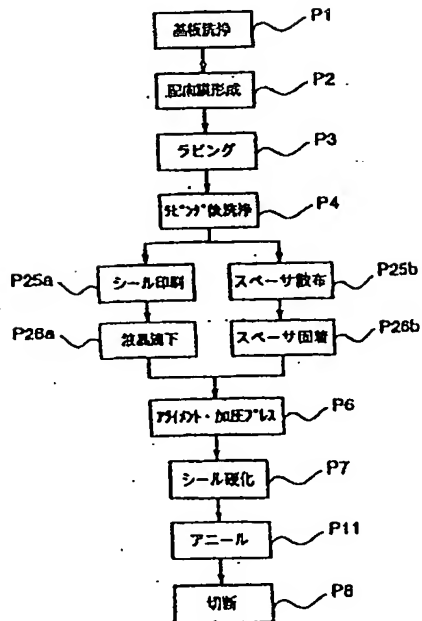 基板洗浄
P1
配向膜形成
P2
ラビング
P3
ラビング後洗浄
P4
P25a
シール印刷
スペーサ散布
P25b
P26a
液晶滴下
スペーサ固着
P26b
アライメント・加圧プレス
P6
シール硬化
P7
アニール
P11
切断
P8